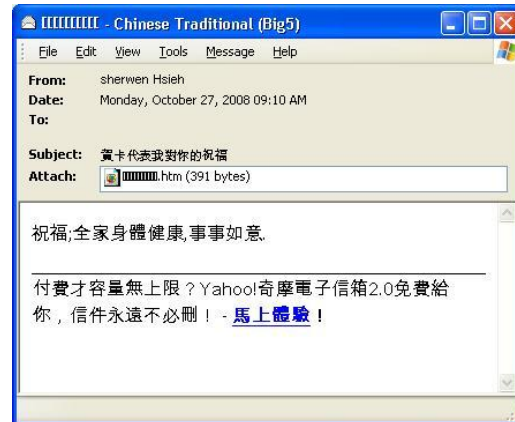 - Chinese Traditional (Big5)
File Edit View Tools Message Help
From: sherwen Hsieh
Date: Monday, October 27, 2008 09:10 AM
To:
Subject: 賀卡代表我對你的祝福
Attach: .htm (391 bytes)
祝福;全家身體健康,事事如意.
付費才容量無上限？Yahoo!奇摩電子信箱2.0免費給
你，信件永遠不必刪！ - 馬上體驗！